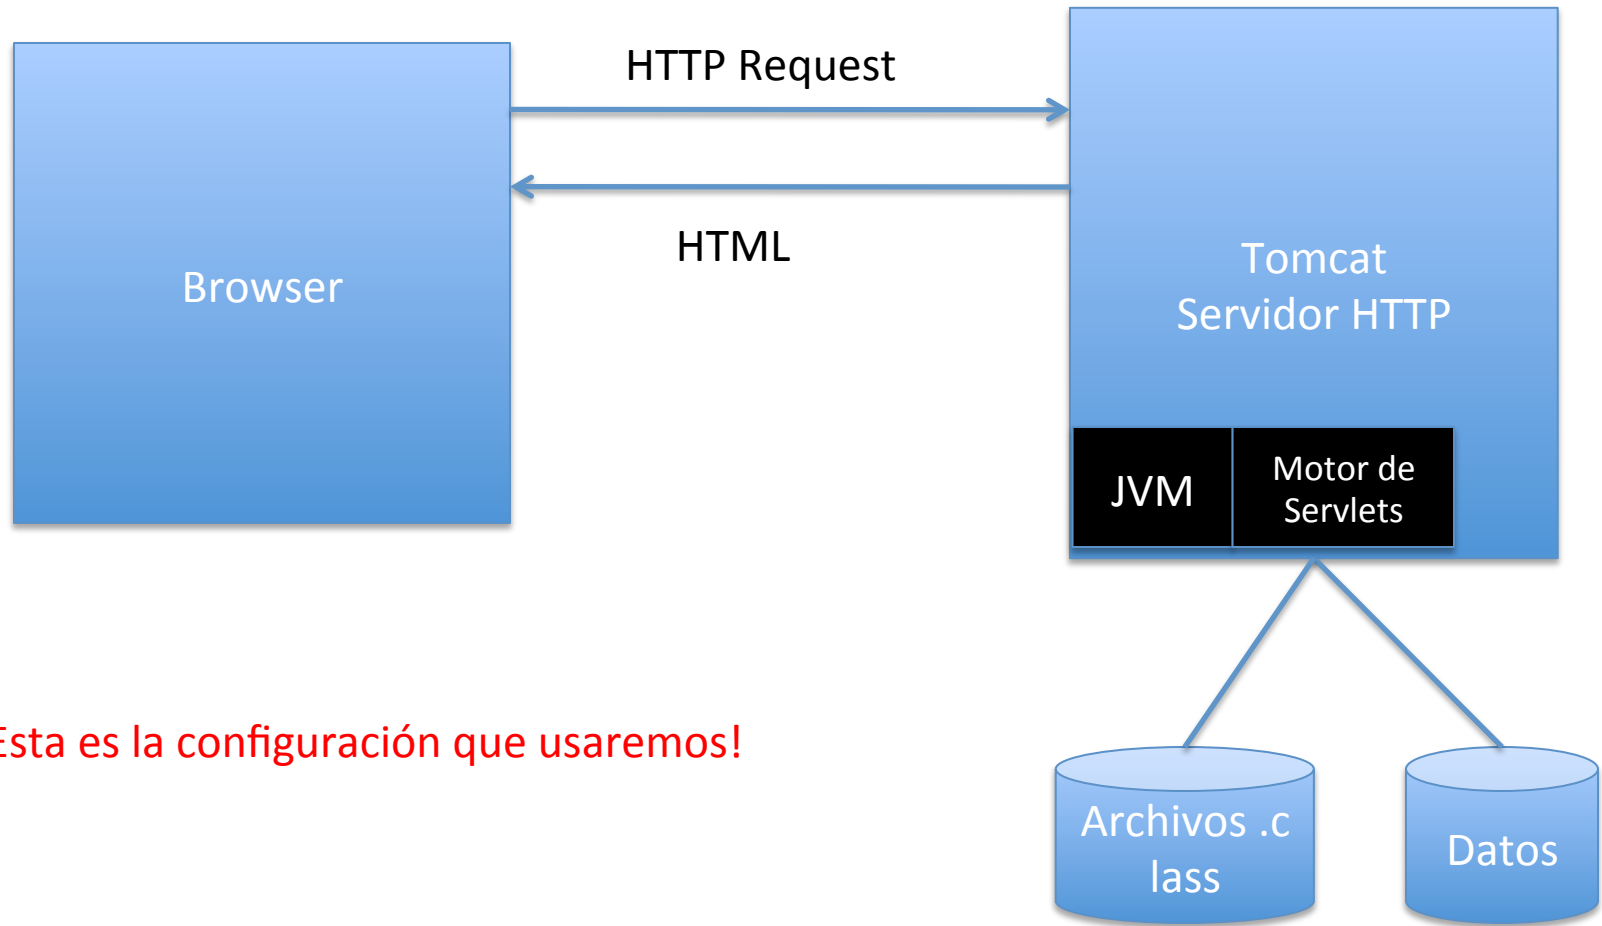 HTTP Request
HTML
Browser
Tomcat
Servidor HTTP
JVM
Motor de
Servlets
Esta es la configuración que usaremos!
Archivos .c
lass
Datos